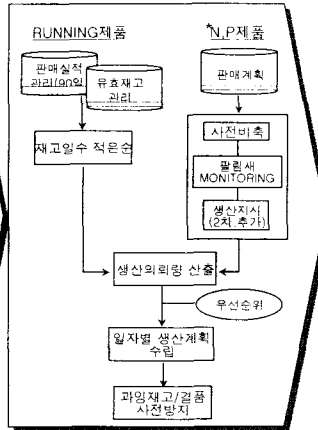 RUNNING제품
*N,P제품
판매실적
관리(90일
유효재고
관리
판매계획
재고일수 적은순
사전비축
팔림새
MONITORING
생산지시
(2차.추가)
생산의뢰량 산출
우선순위
일자별 생산계획
수립
과잉재고/결품
사전방지